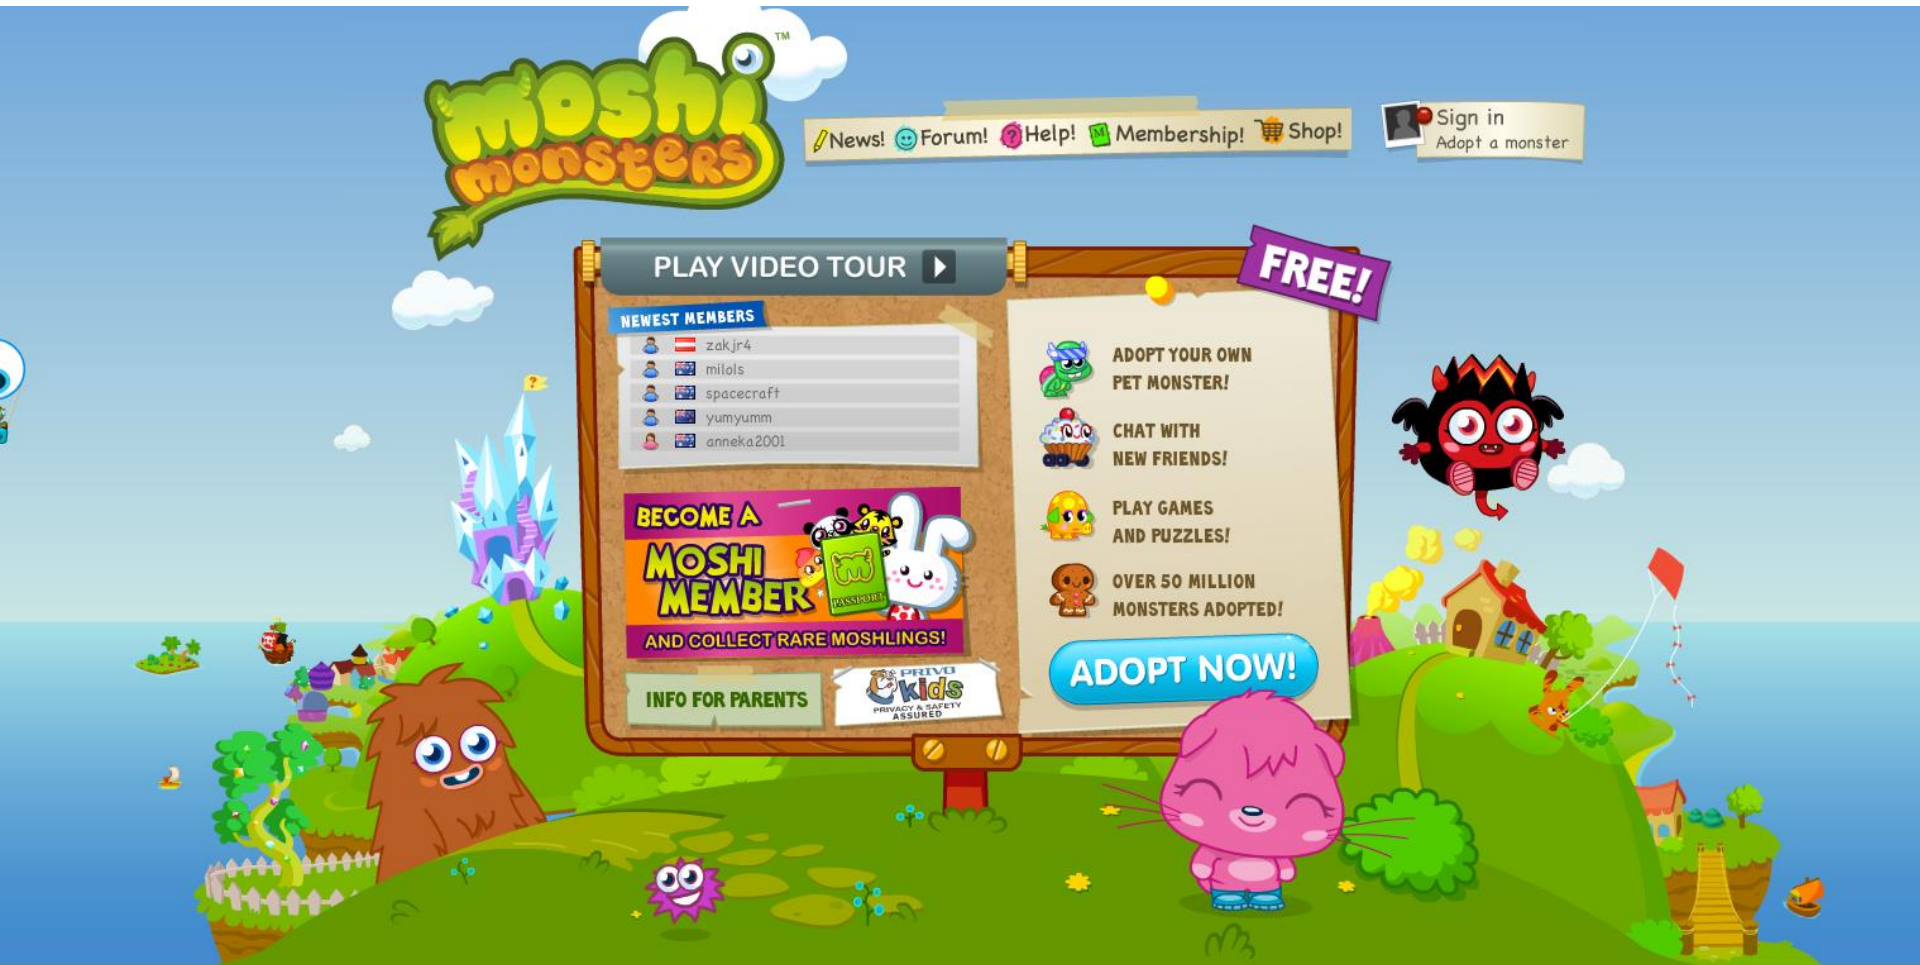 moshi
monsters
TM
News! Forum! Help! Membership! Shop!
Sign in
Adopt a monster
PLAY VIDEO TOUR
FREE!
NEWEST MEMBERS
zakjr4
milols
spacecraft
yumyumm
anneka2001
BECOME A
MOSHI
MEMBER
PASSPORT
AND COLLECT RARE MOSHLINGS!
INFO FOR PARENTS
PRIVO
kids
PRIVACY & SAFETY
ASSURED
ADOPT YOUR OWN
PET MONSTER!
CHAT WITH
NEW FRIENDS!
PLAY GAMES
AND PUZZLES!
OVER 50 MILLION
MONSTERS ADOPTED!
ADOPT NOW!
?